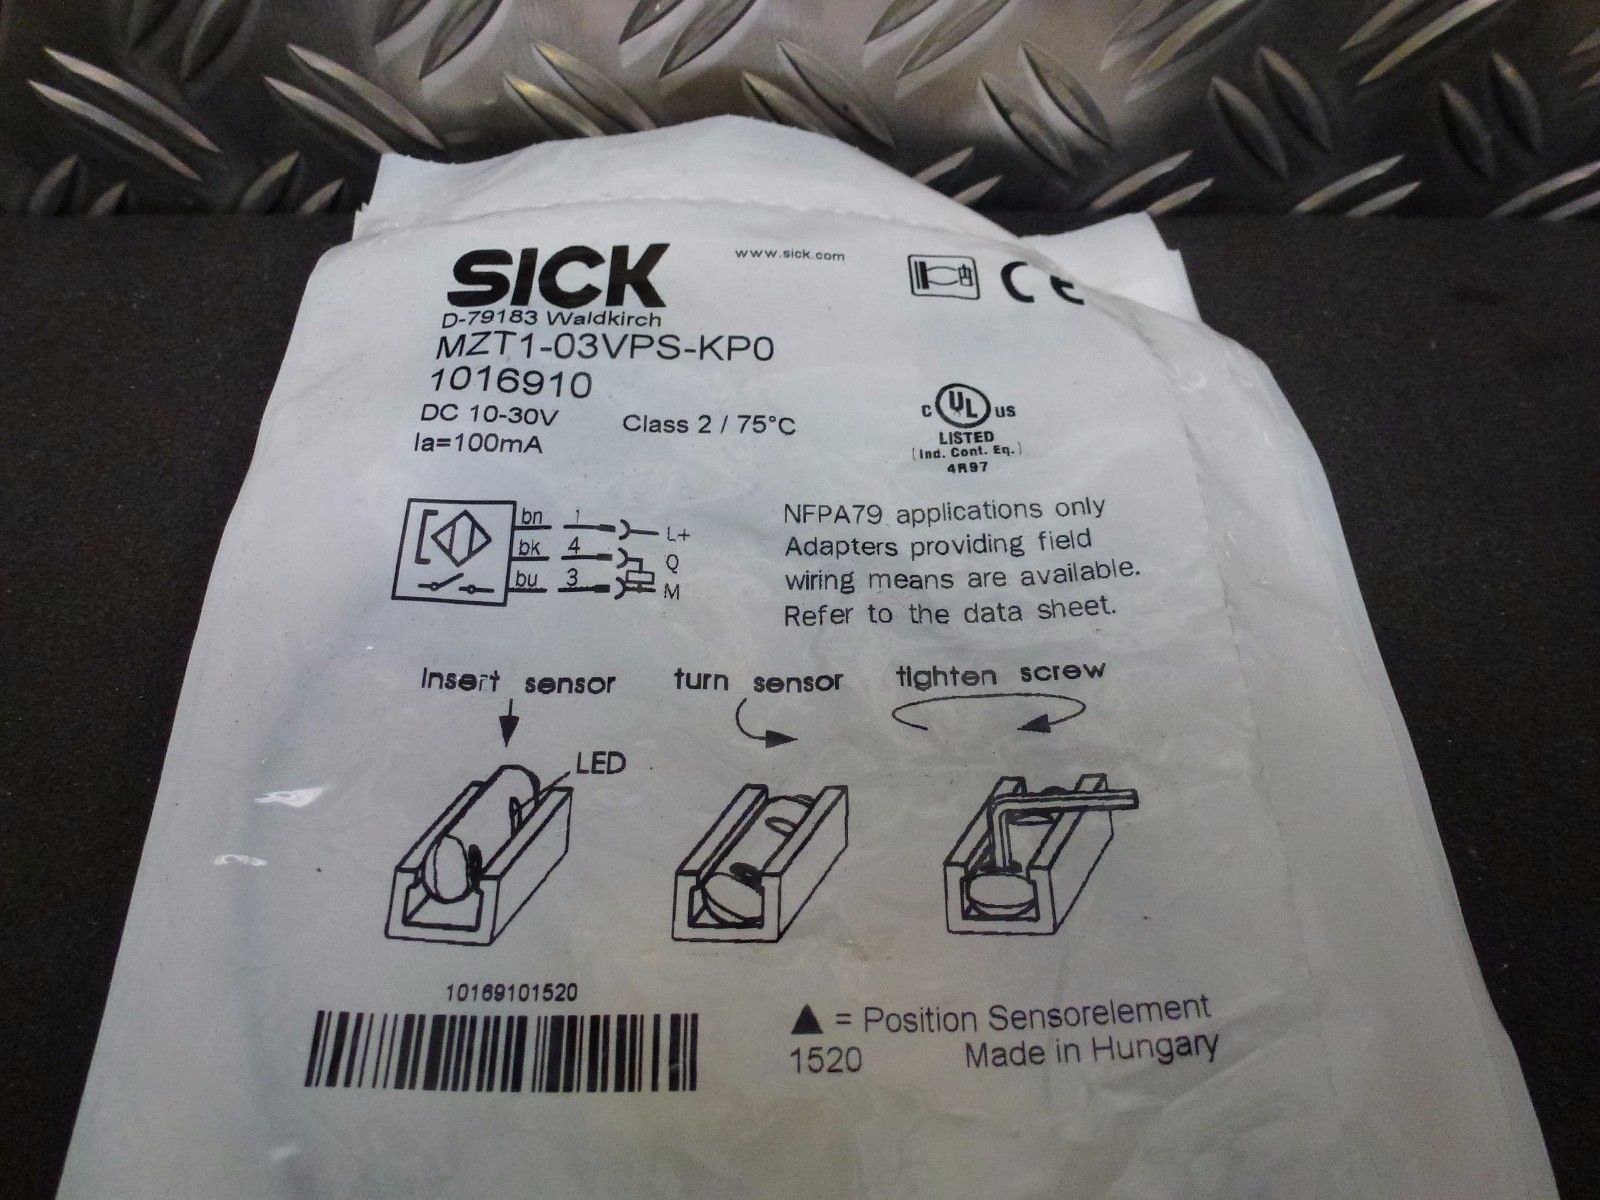 SICK
www.sick.com
CE
D-79183 Waldkirch
MZT1-03VPS-KP0
1016910
DC 10-30V
Class 2 / 75°C
Ia=100mA
C UL US
LISTED
(Ind. Cont. Eq.)
4R97
bn 1 L+
bk 4 Q
bu 3 M
NFPA79 applications only
Adapters providing field
wiring means are available.
Refer to the data sheet.
Insert sensor
turn sensor
tighten screw
LED
10169101520
▲ = Position Sensorelement
1520 Made in Hungary